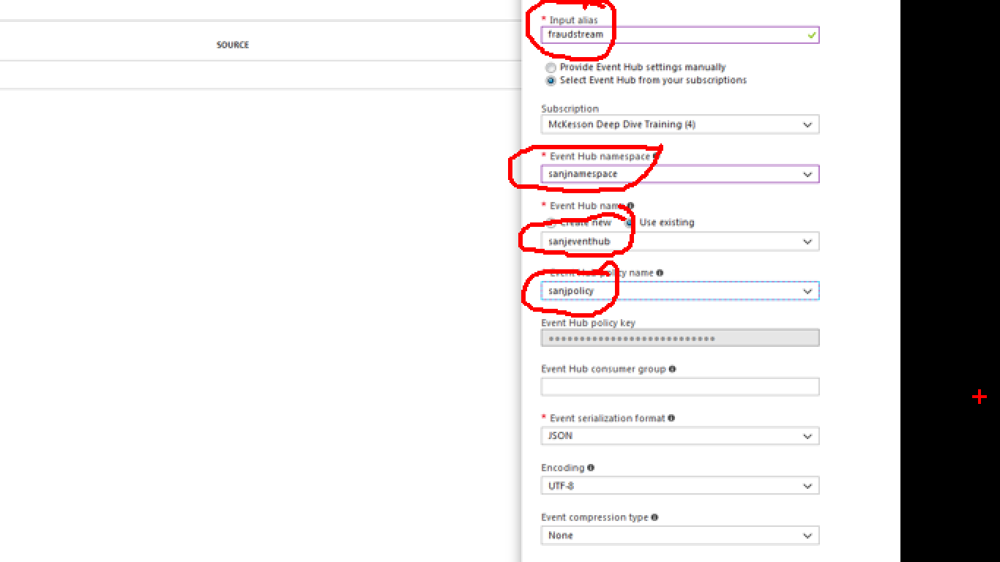 SOURCE
* Input alias
fraudstream
Provide Event Hub settings manually
Select Event Hub from your subscriptions
Subscription
McKesson Deep Dive Training (4)
* Event Hub namespace
sanjnamespace
* Event Hub name
Create new Use existing
sanjeventhub
Event Hub policy name
sanjpolicy
Event Hub policy key
Event Hub consumer group
* Event serialization format
JSON
Encoding
UTF-8
Event compression type
None